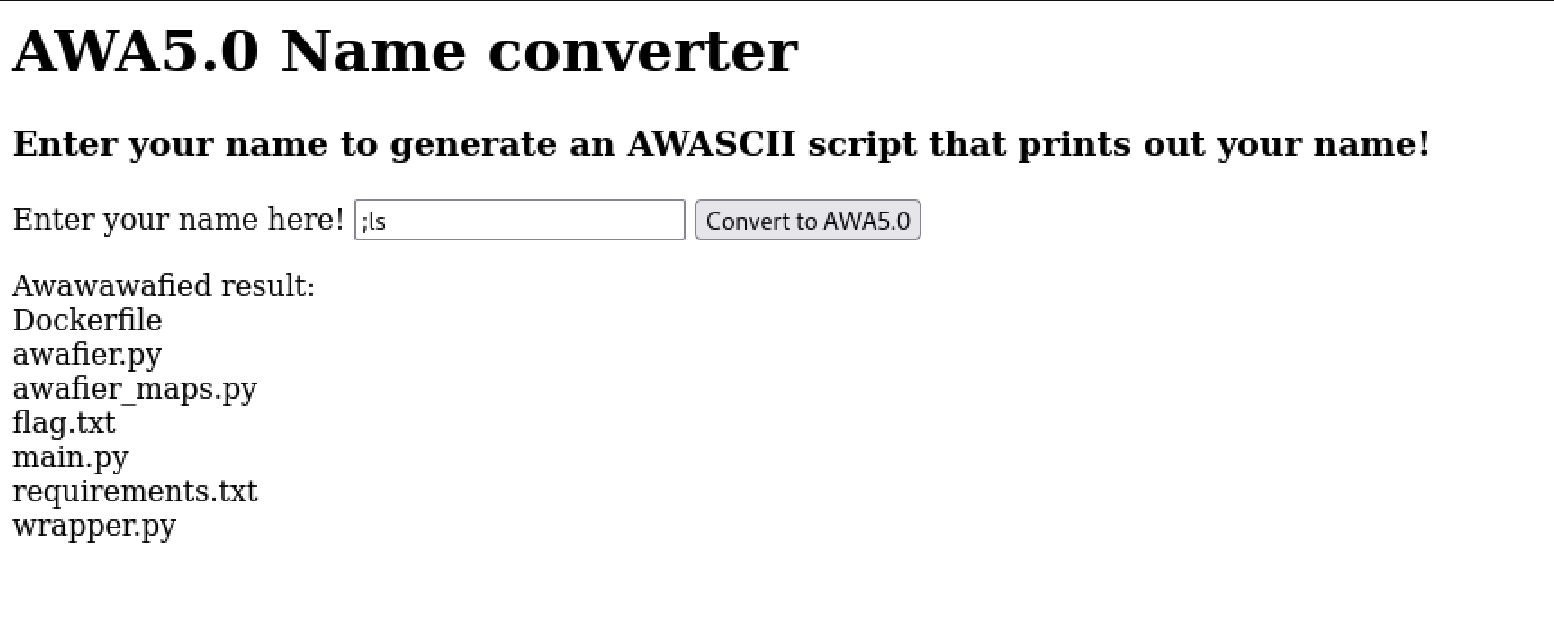 AWA5.0 Name converter
Enter your name to generate an AWASCII script that prints out your name!
Enter your name here! ;ls Convert to AWA5.0
Awawawafied result:
Dockerfile
awafier.py
awafier_maps.py
flag.txt
main.py
requirements.txt
wrapper.py